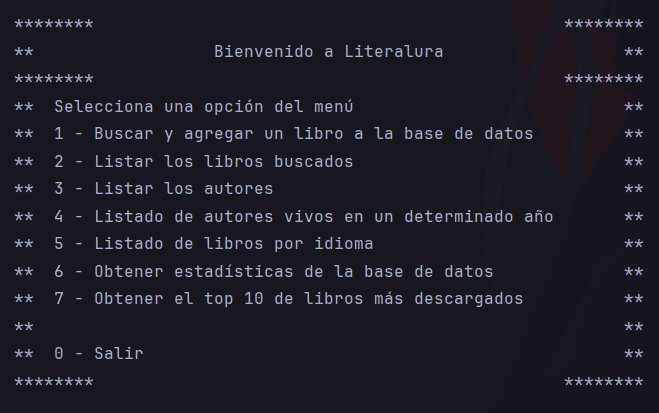 ********                                               ********
**                  Bienvenido a Literalura                  **
********                                               ********
**  Selecciona una opción del menú                           **
**  1 - Buscar y agregar un libro a la base de datos         **
**  2 - Listar los libros buscados                           **
**  3 - Listar los autores                                   **
**  4 - Listado de autores vivos en un determinado año       **
**  5 - Listado de libros por idioma                         **
**  6 - Obtener estadísticas de la base de datos             **
**  7 - Obtener el top 10 de libros más descargados          **
**                                                           **
**  0 - Salir                                                **
********                                               ********